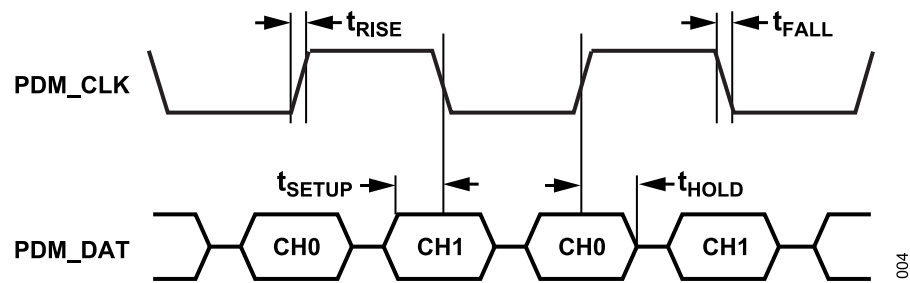 tRISE
tFALL
PDM_CLK
tSETUP
tHOLD
PDM_DAT
CH0
CH1
CH0
CH1
004